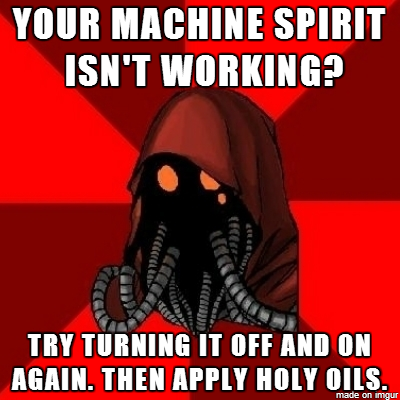 YOUR MACHINE SPIRIT
ISN'T WORKING?
TRY TURNING IT OFF AND ON
AGAIN. THEN APPLY HOLY OILS.
made on imgur